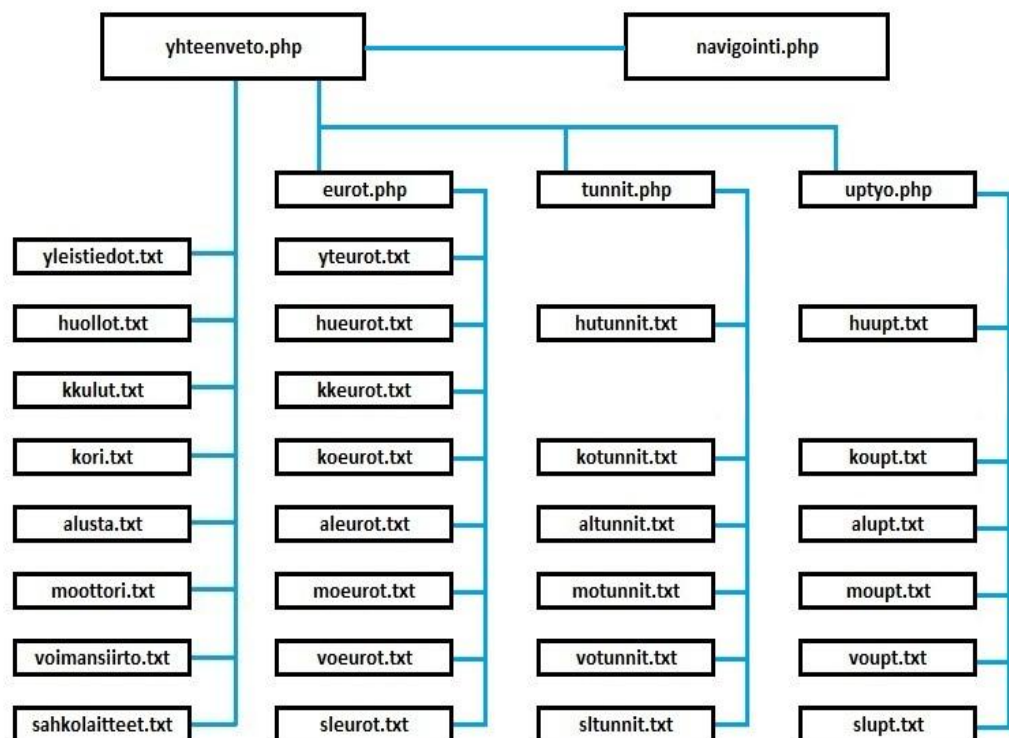 yhteenveto.php
navigointi.php
eurot.php
tunnit.php
uptyo.php
yleistiedot.txt
yteurot.txt
huollot.txt
hueurot.txt
hutunnit.txt
huupt.txt
kkulut.txt
kkeurot.txt
kori.txt
koeurot.txt
kotunnit.txt
koupt.txt
alusta.txt
aleurot.txt
altunnit.txt
alupt.txt
moottori.txt
moeurot.txt
motunnit.txt
moupt.txt
voimansiirto.txt
voeurot.txt
votunnit.txt
voupt.txt
sahkolaitteet.txt
sleurot.txt
sltunnit.txt
slupt.txt